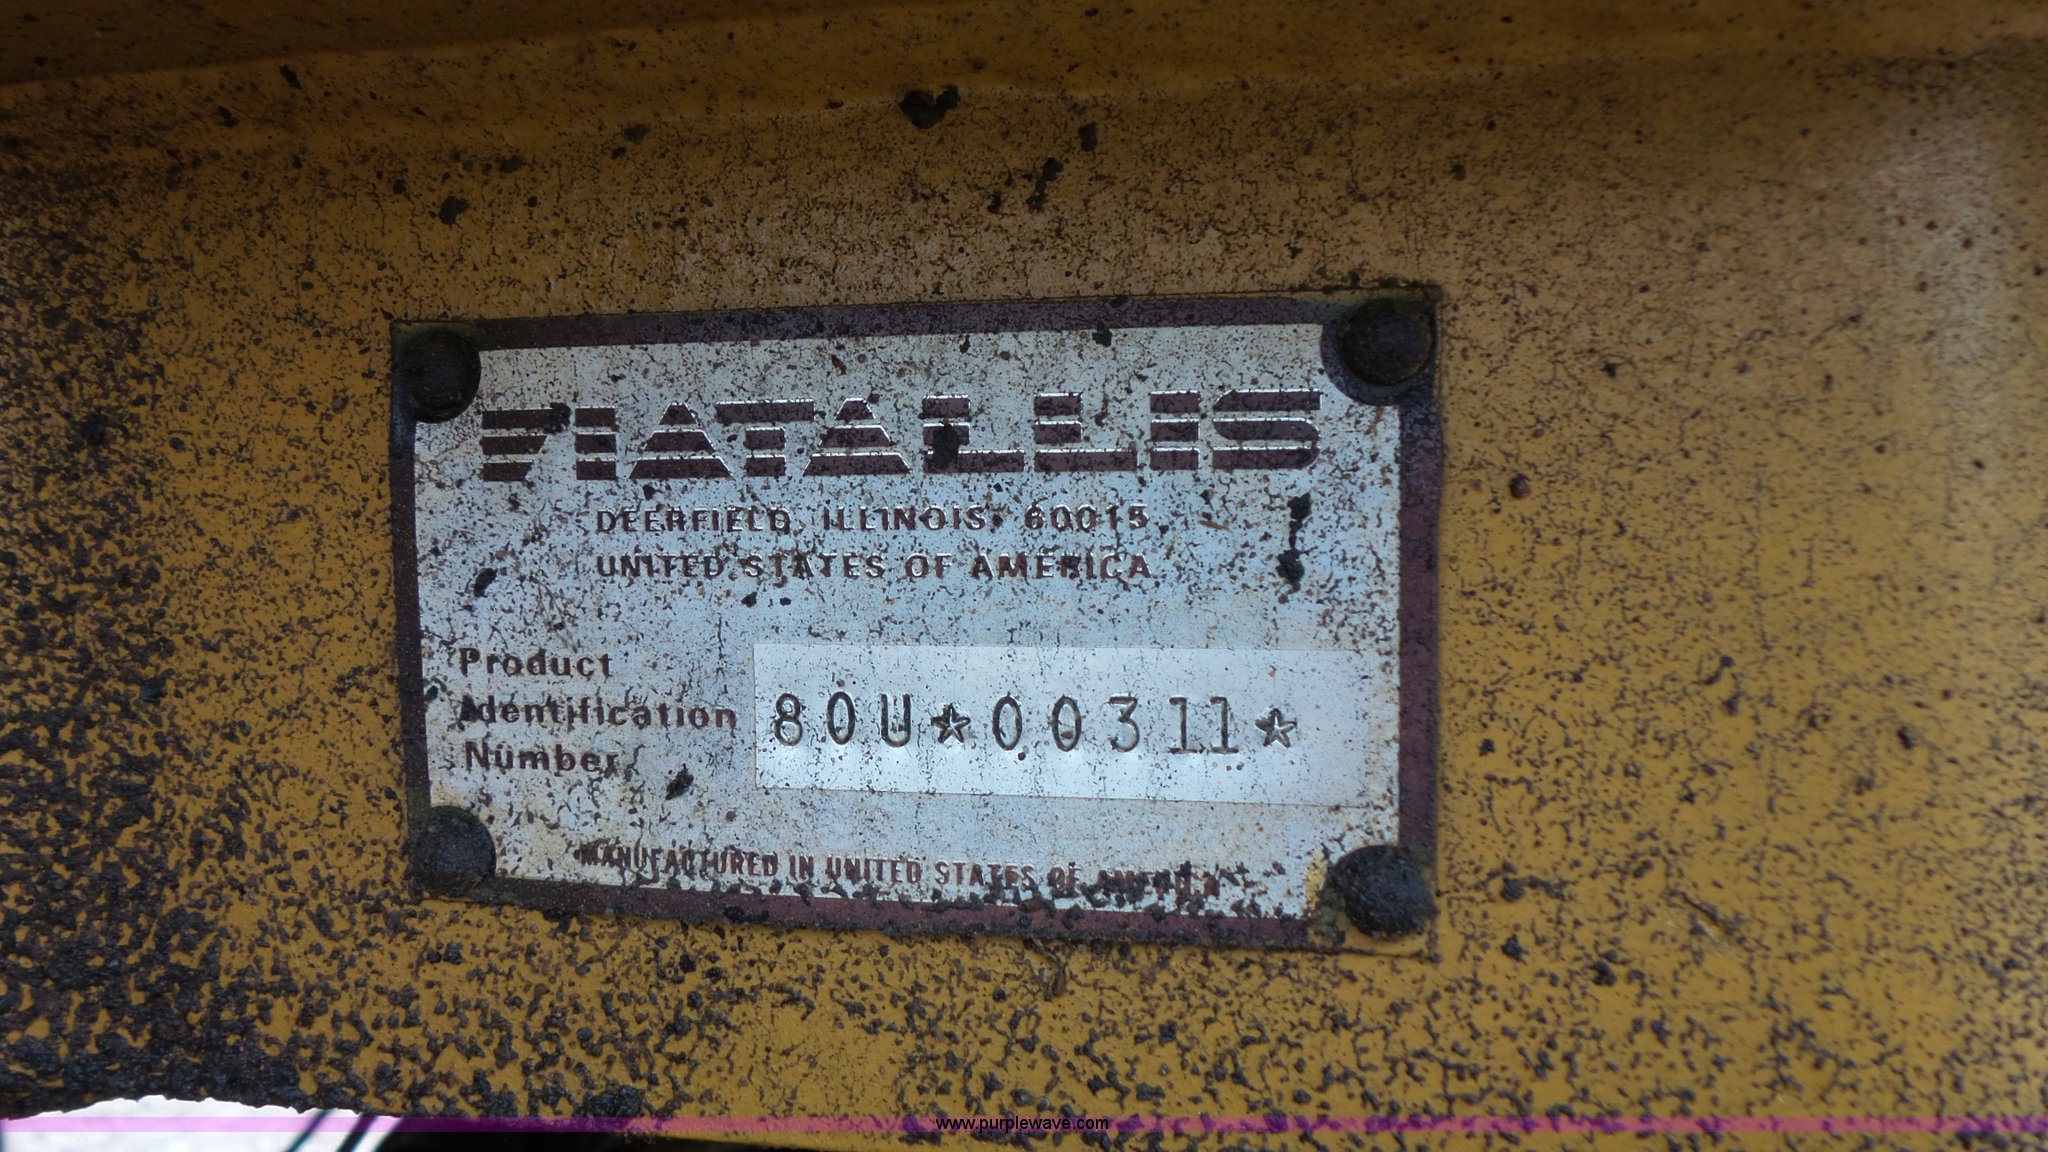 FIATALLIS
DEERFIELD, ILLINOIS 60015
UNITED STATES OF AMERICA
Product
Identification
Number
80U★00311★
MANUFACTURED IN UNITED STATES OF AMERICA
www.purplewave.com